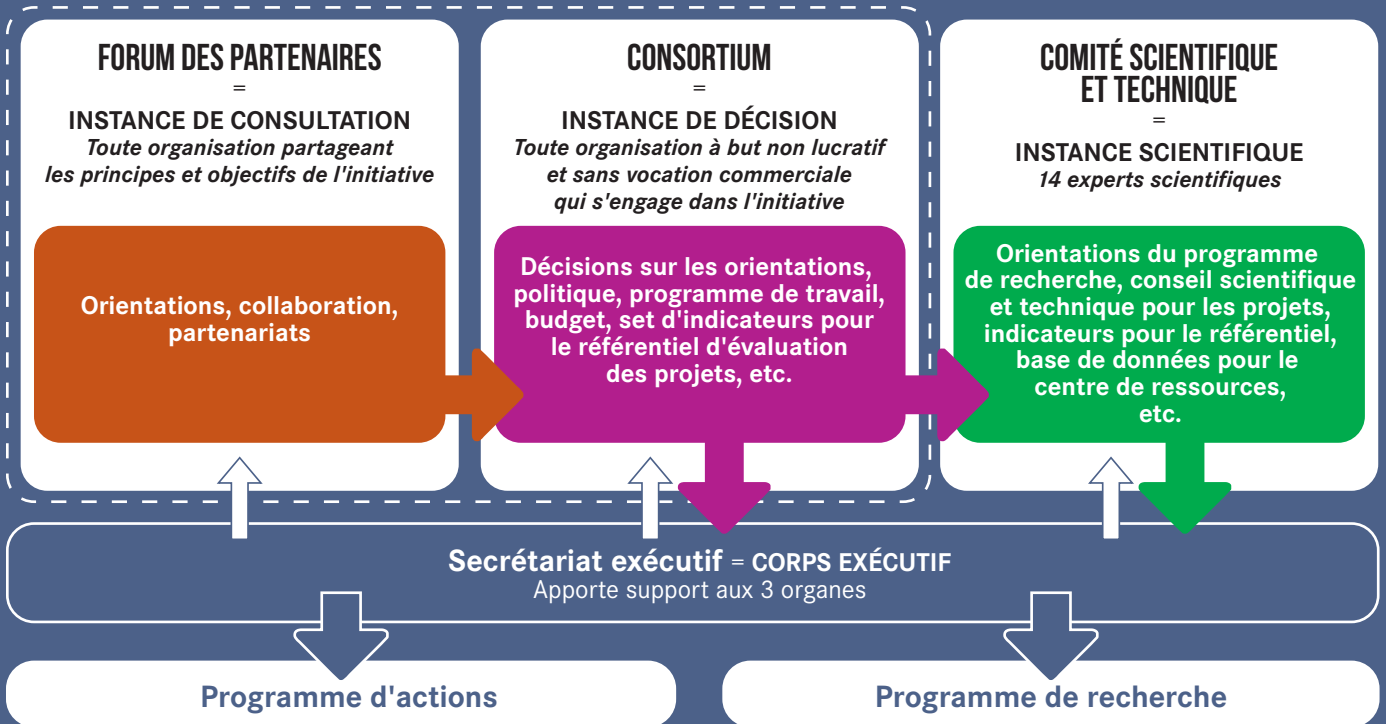 FORUM DES PARTENAIRES
=
INSTANCE DE CONSULTATION
Toute organisation partageant
les principes et objectifs de l'initiative
Orientations, collaboration,
partenariats
CONSORTIUM
=
INSTANCE DE DÉCISION
Toute organisation à but non lucratif
et sans vocation commerciale
qui s'engage dans l'initiative
Décisions sur les orientations,
politique, programme de travail,
budget, set d'indicateurs pour
le référentiel d'évaluation
des projets, etc.
COMITÉ SCIENTIFIQUE
ET TECHNIQUE
=
INSTANCE SCIENTIFIQUE
14 experts scientifiques
Orientations du programme
de recherche, conseil scientifique
et technique pour les projets,
indicateurs pour le référentiel,
base de données pour le
centre de ressources,
etc.
Secrétariat exécutif = CORPS EXÉCUTIF
Apporte support aux 3 organes
Programme d'actions
Programme de recherche